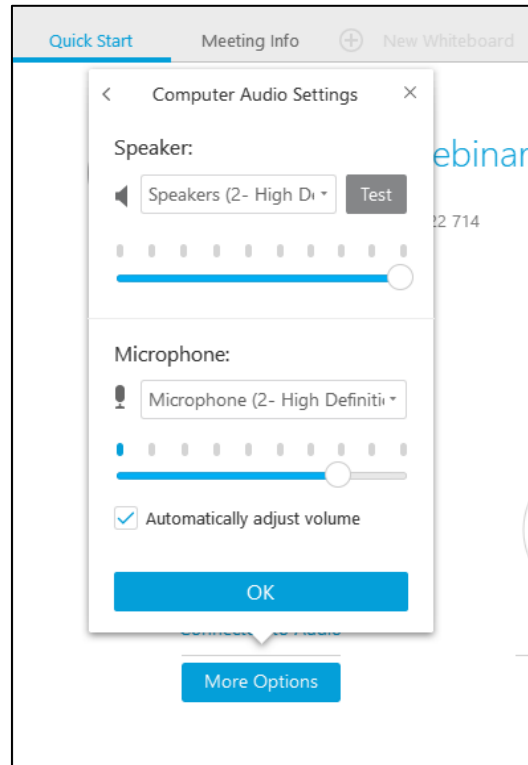 Quick Start Meeting Info New Whiteboard
Computer Audio Settings
Speaker:
ebinar
Speakers (2- High D
Test
22 714
Microphone:
Microphone (2- High Definiti
Automatically adjust volume
OK
More Options